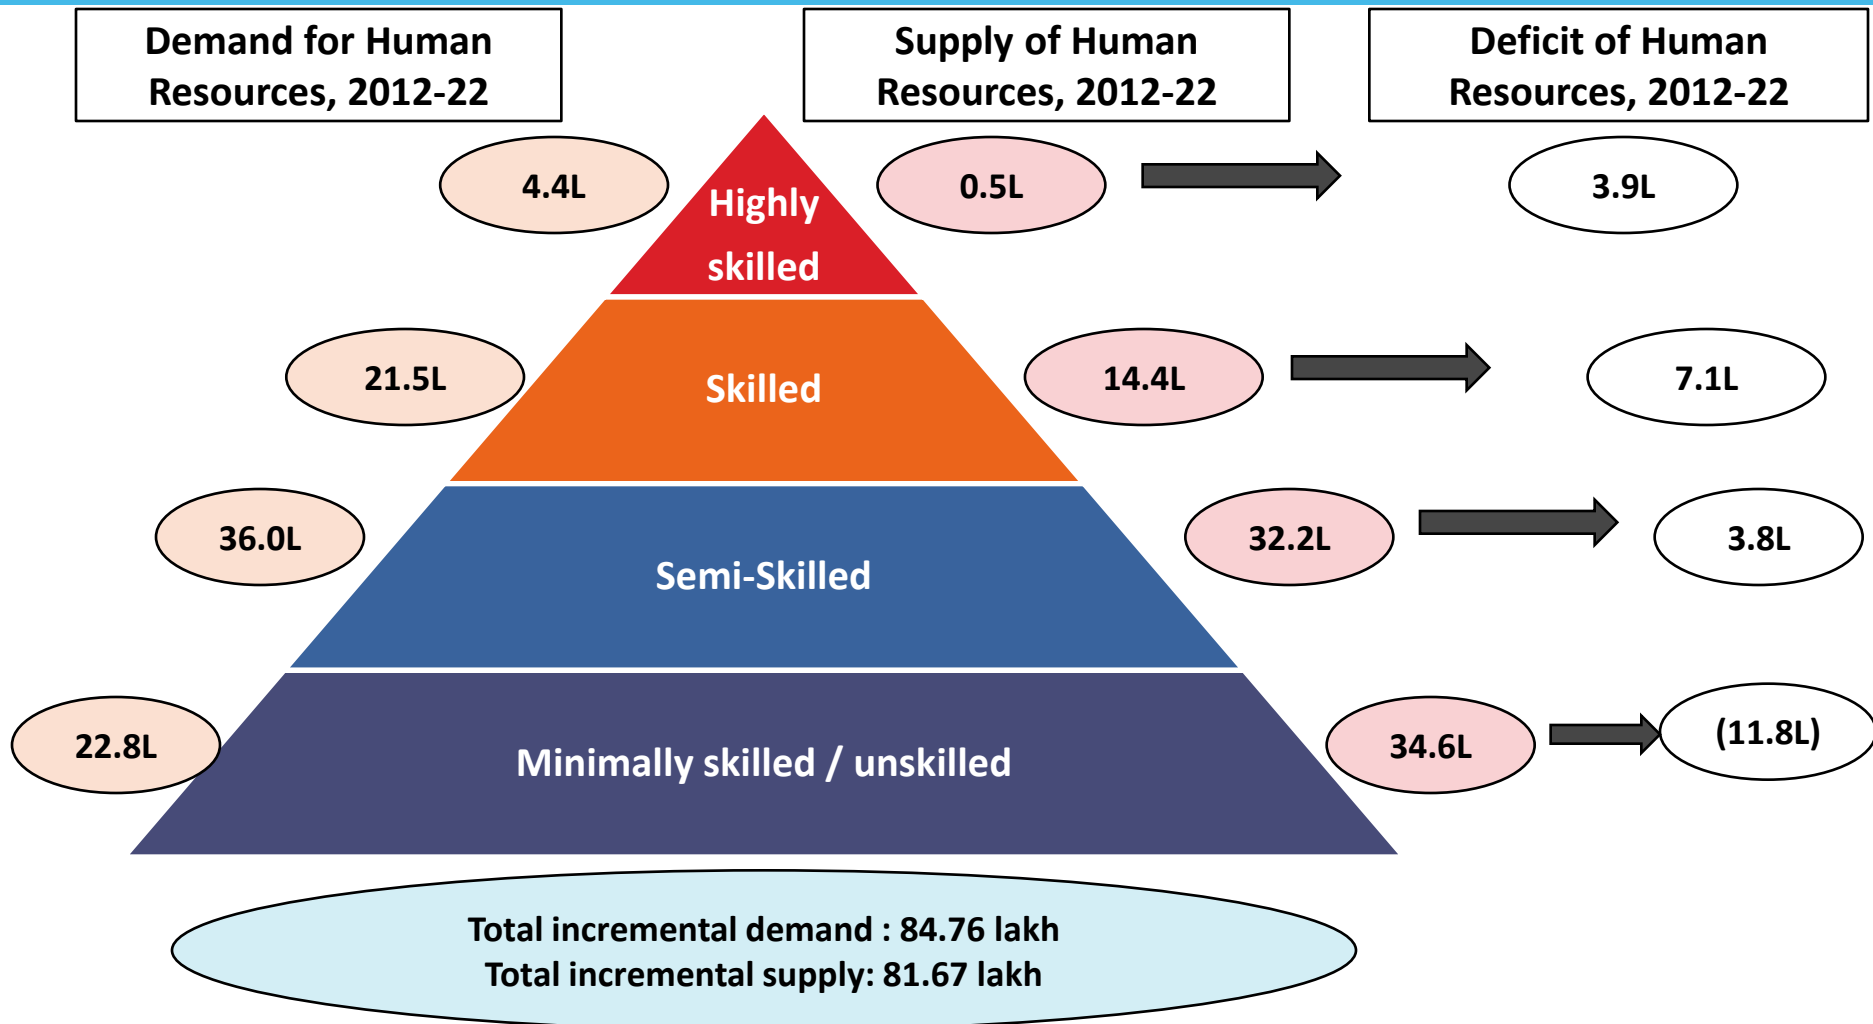 Demand for Human
Resources, 2012-22
Supply of Human
Resources, 2012-22
Deficit of Human
Resources, 2012-22
4.4L
Highly
skilled
0.5L
3.9L
21.5L
Skilled
14.4L
7.1L
36.0L
Semi-Skilled
32.2L
3.8L
22.8L
Minimally skilled / unskilled
34.6L
(11.8L)
Total incremental demand : 84.76 lakh
Total incremental supply: 81.67 lakh